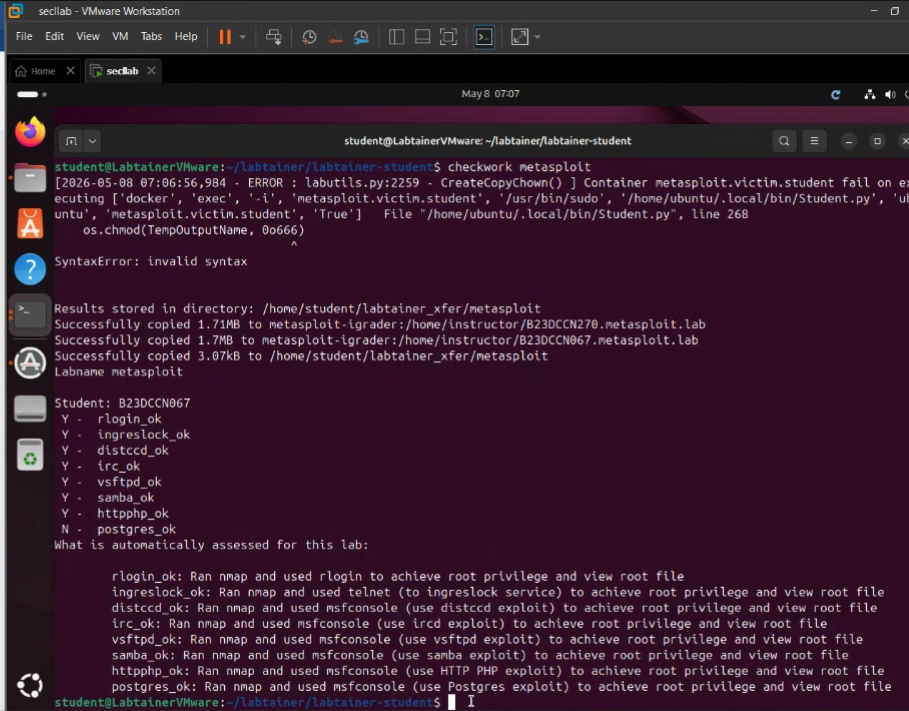 secllab - VMware Workstation
File Edit View VM Tabs Help
Home secllab
May 8 07:07
student@LabtainerVMware: ~/labtainer/labtainer-student
student@LabtainerVMware:~/labtainer/labtainer-student$ checkwork metasploit
[2026-05-08 07:06:56,984 - ERROR : labutils.py:2259 - CreateCopyChown() ] Container metasploit.victim.student fail on ex
ecuting ['docker', 'exec', '-i', 'metasploit.victim.student', '/usr/bin/sudo', '/home/ubuntu/.local/bin/Student.py', 'ub
untu', 'metasploit.victim.student', 'True']   File "/home/ubuntu/.local/bin/Student.py", line 268
os.chmod(TempOutputName, 0o666)
^
SyntaxError: invalid syntax
Results stored in directory: /home/student/labtainer_xfer/metasploit
Successfully copied 1.71MB to metasploit-igrader:/home/instructor/B23DCCN270.metasploit.lab
Successfully copied 1.7MB to metasploit-igrader:/home/instructor/B23DCCN067.metasploit.lab
Successfully copied 3.07kB to /home/student/labtainer_xfer/metasploit
Labname metasploit
Student: B23DCCN067
Y - rlogin_ok
Y - ingreslock_ok
Y - distccd_ok
Y - irc_ok
Y - vsftpd_ok
Y - samba_ok
Y - httpphp_ok
N - postgres_ok
What is automatically assessed for this lab:
rlogin_ok: Ran nmap and used rlogin to achieve root privilege and view root file
ingreslock_ok: Ran nmap and used telnet (to ingreslock service) to achieve root privilege and view root file
distccd_ok: Ran nmap and used msfconsole (use distccd exploit) to achieve root privilege and view root file
irc_ok: Ran nmap and used msfconsole (use ircd exploit) to achieve root privilege and view root file
vsftpd_ok: Ran nmap and used msfconsole (use vsftpd exploit) to achieve root privilege and view root file
samba_ok: Ran nmap and used msfconsole (use samba exploit) to achieve root privilege and view root file
httpphp_ok: Ran nmap and used msfconsole (use HTTP PHP exploit) to achieve root privilege and view root file
postgres_ok: Ran nmap and used msfconsole (use Postgres exploit) to achieve root privilege and view root file
student@LabtainerVMware:~/labtainer/labtainer-student$